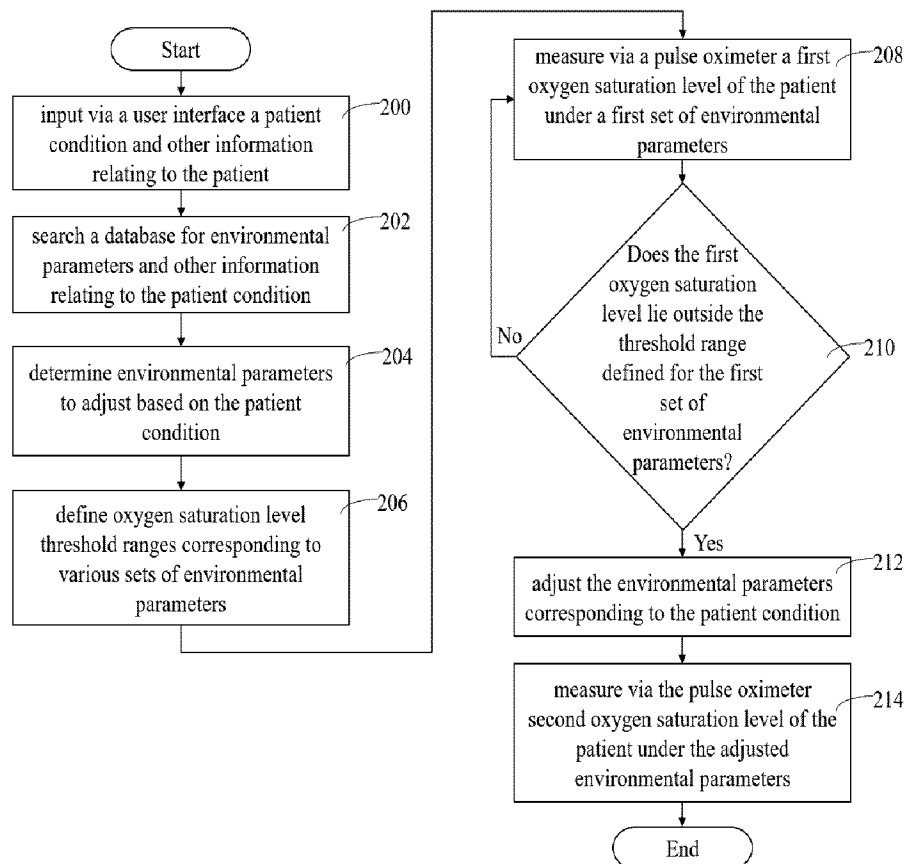 Start
200
input via a user interface a patient
condition and other information
relating to the patient
202
search a database for environmental
parameters and other information
relating to the patient condition
204
determine environmental parameters
to adjust based on the patient
condition
206
define oxygen saturation level
threshold ranges corresponding to
various sets of environmental
parameters
208
measure via a pulse oximeter a first
oxygen saturation level of the patient
under a first set of environmental
parameters
Does the first
oxygen saturation
level lie outside the
threshold range
defined for the first
set of
environmental
parameters?
210
No
Yes
212
adjust the environmental parameters
corresponding to the patient condition
214
measure via the pulse oximeter
second oxygen saturation level of the
patient under the adjusted
environmental parameters
End